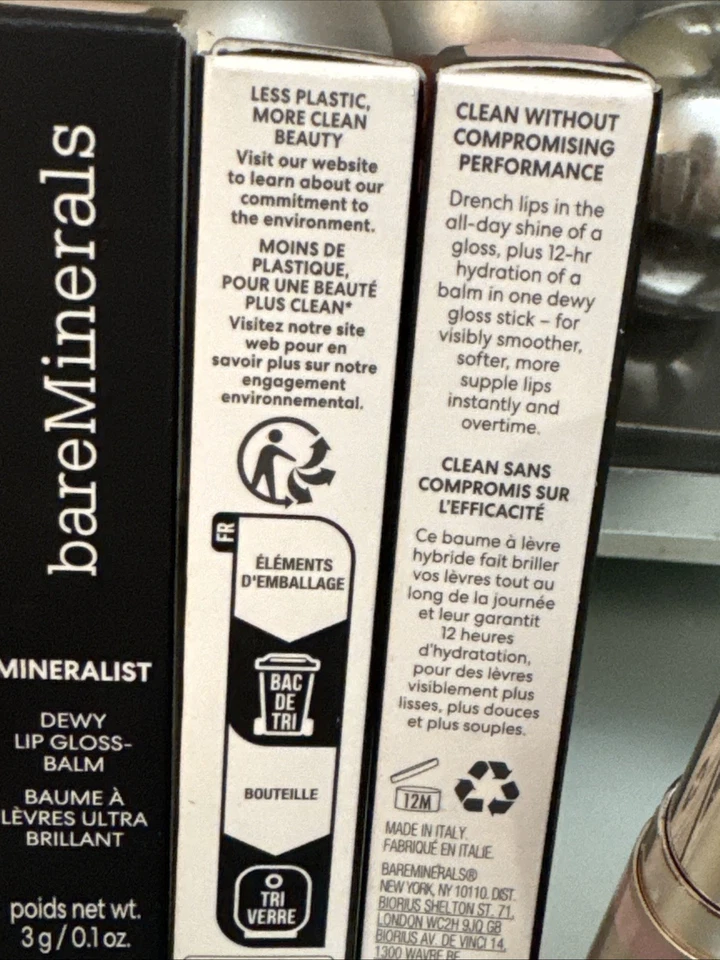 bareMinerals
MINERALIST
DEWY
LIP GLOSS-
BALM
BAUME À
LÈVRES ULTRA
BRILLANT
poids net wt.
3 g / 0.1 oz.
LESS PLASTIC,
MORE CLEAN
BEAUTY
Visit our website
to learn about our
commitment to
the environment.
MOINS DE
PLASTIQUE,
POUR UNE BEAUTÉ
PLUS CLEAN*
Visitez notre site
web pour en
savoir plus sur notre
engagement
environnemental.
FR
ÉLÉMENTS
D'EMBALLAGE
BAC
DE
TRI
BOUTEILLE
TRI
VERRE
CLEAN WITHOUT
COMPROMISING
PERFORMANCE
Drench lips in the
all-day shine of a
gloss, plus 12-hr
hydration of a
balm in one dewy
gloss stick – for
visibly smoother,
softer, more
supple lips
instantly and
overtime.
CLEAN SANS
COMPROMIS SUR
L'EFFICACITÉ
Ce baume à lèvre
hybride fait briller
vos lèvres tout au
long de la journée
et leur garantit
12 heures
d'hydratation,
pour des lèvres
visiblement plus
lisses, plus douces
et plus souples.
12M
MADE IN ITALY.
FABRIQUÉ EN ITALIE.
BAREMINERALS®
NEW YORK, NY 10110. DIST.
BIORIUS SHELTON ST. 71,
LONDON WC2H 9JQ GB
BIORIUS AV. DE VINCI 14,
1300 WAVRE BE